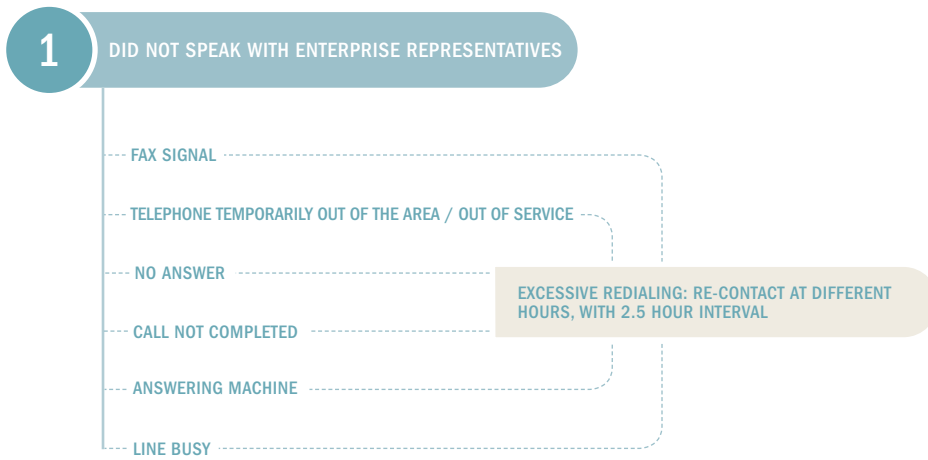 1
DID NOT SPEAK WITH ENTERPRISE REPRESENTATIVES
FAX SIGNAL
TELEPHONE TEMPORARILY OUT OF THE AREA / OUT OF SERVICE
NO ANSWER
EXCESSIVE REDIALING: RE-CONTACT AT DIFFERENT
HOURS, WITH 2.5 HOUR INTERVAL
CALL NOT COMPLETED
ANSWERING MACHINE
LINE BUSY